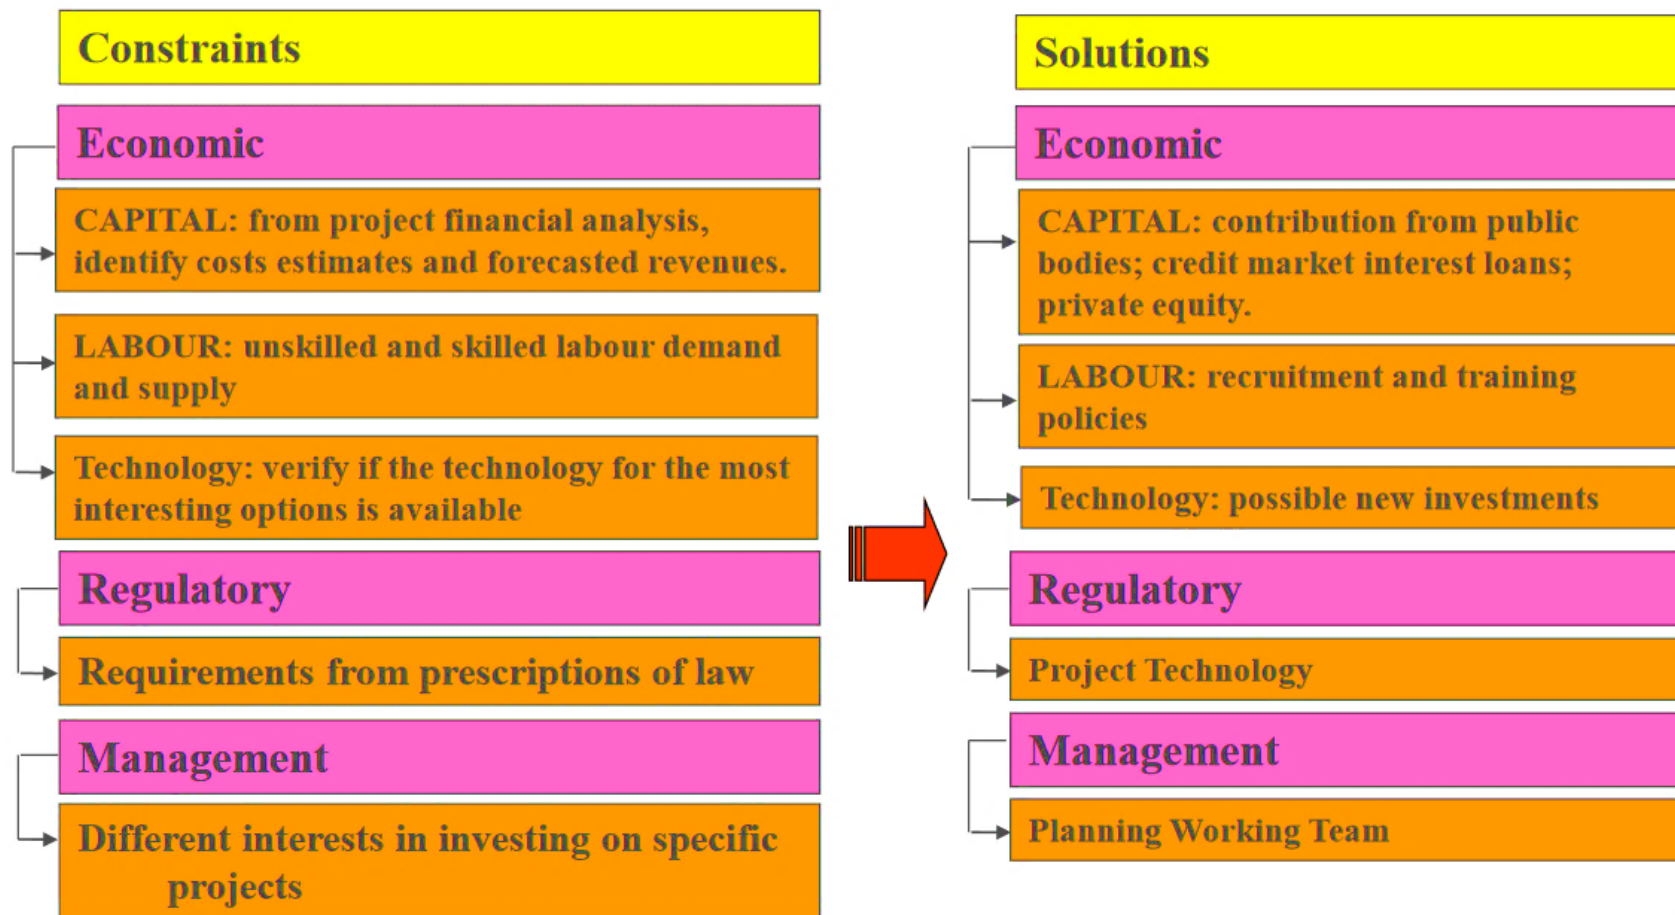 Constraints
Economic
CAPITAL: from project financial analysis,
identify costs estimates and forecasted revenues.
LABOUR: unskilled and skilled labour demand
and supply
Technology: verify if the technology for the most
interesting options is available
Regulatory
Requirements from prescriptions of law
Management
Different interests in investing on specific
projects
Solutions
Economic
CAPITAL: contribution from public
bodies; credit market interest loans;
private equity.
LABOUR: recruitment and training
policies
Technology: possible new investments
Regulatory
Project Technology
Management
Planning Working Team